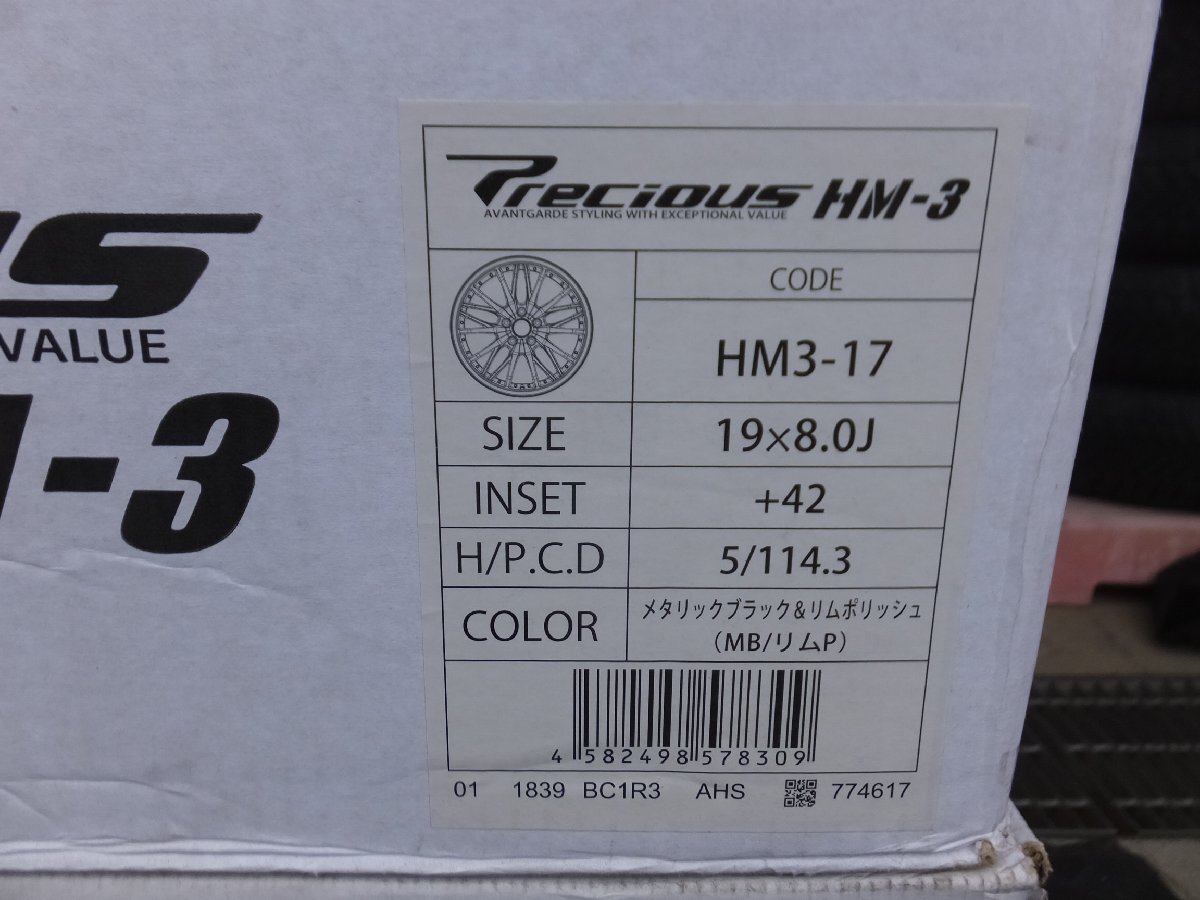 US
VALUE
-3
Precious HM-3
AVANTGARDE STYLING WITH EXCEPTIONAL VALUE
CODE
HM3-17
SIZE 19×8.0J
INSET +42
H/P.C.D 5/114.3
COLOR メタリックブラック&リムポリッシュ
(MB/リムP)
4 582498 578309
01 1839 BC1R3 AHS 774617